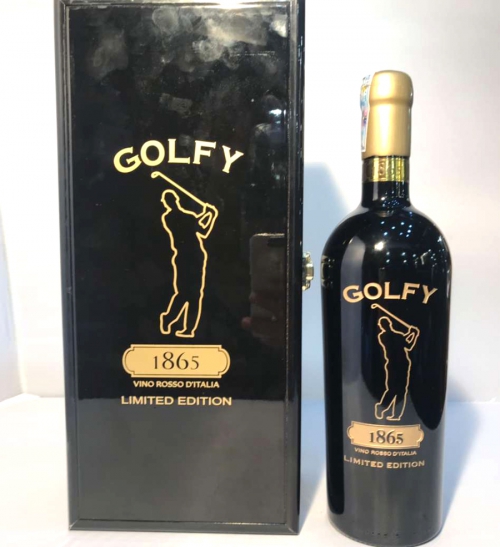 GOLFY
1865
VINO ROSSO D'ITALIA
LIMITED EDITION
GOLFY
1865
VINO ROSSO D'ITALIA
LIMITED EDITION